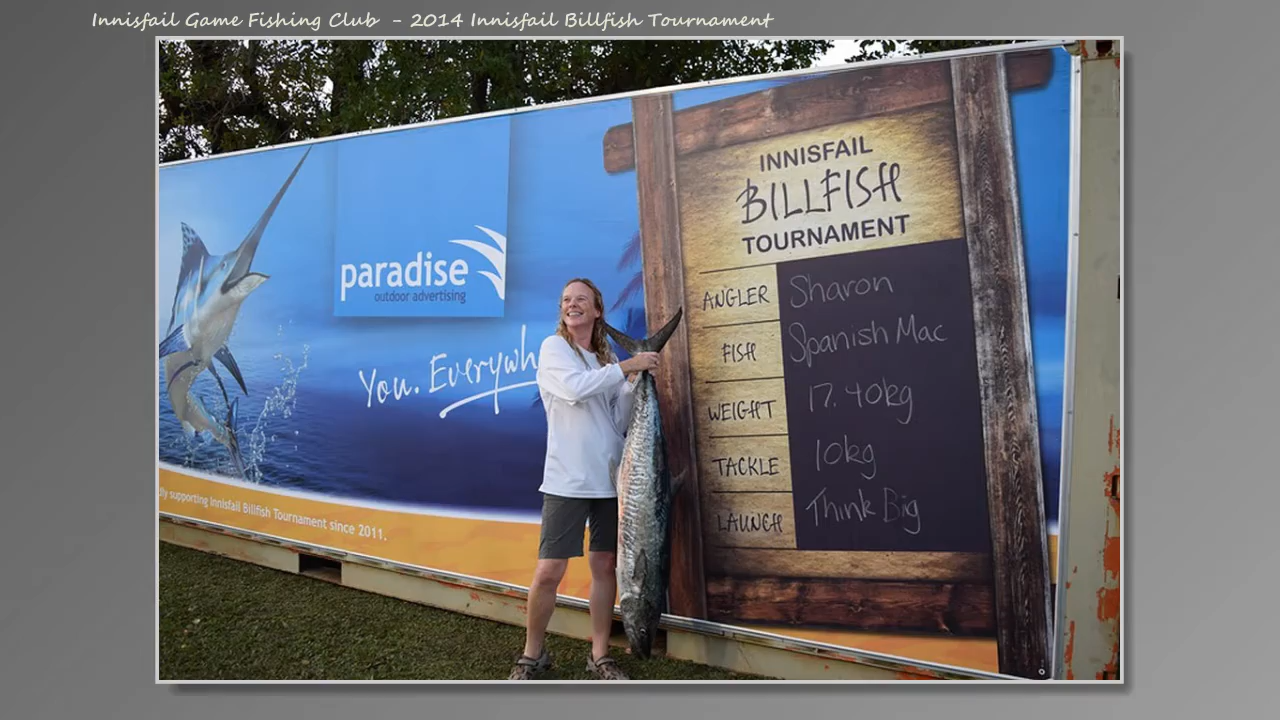 Innisfail Game Fishing Club - 2014 Innisfail Billfish Tournament
paradise
outdoor advertising
You. Everywh
supporting Innisfail Billfish Tournament since 2011.
INNISFAIL
BILLFISH
TOURNAMENT
ANGLER Sharon
FISH Spanish Mac
WEIGHT 17.40kg
TACKLE 10kg
LAUNCH Think Big